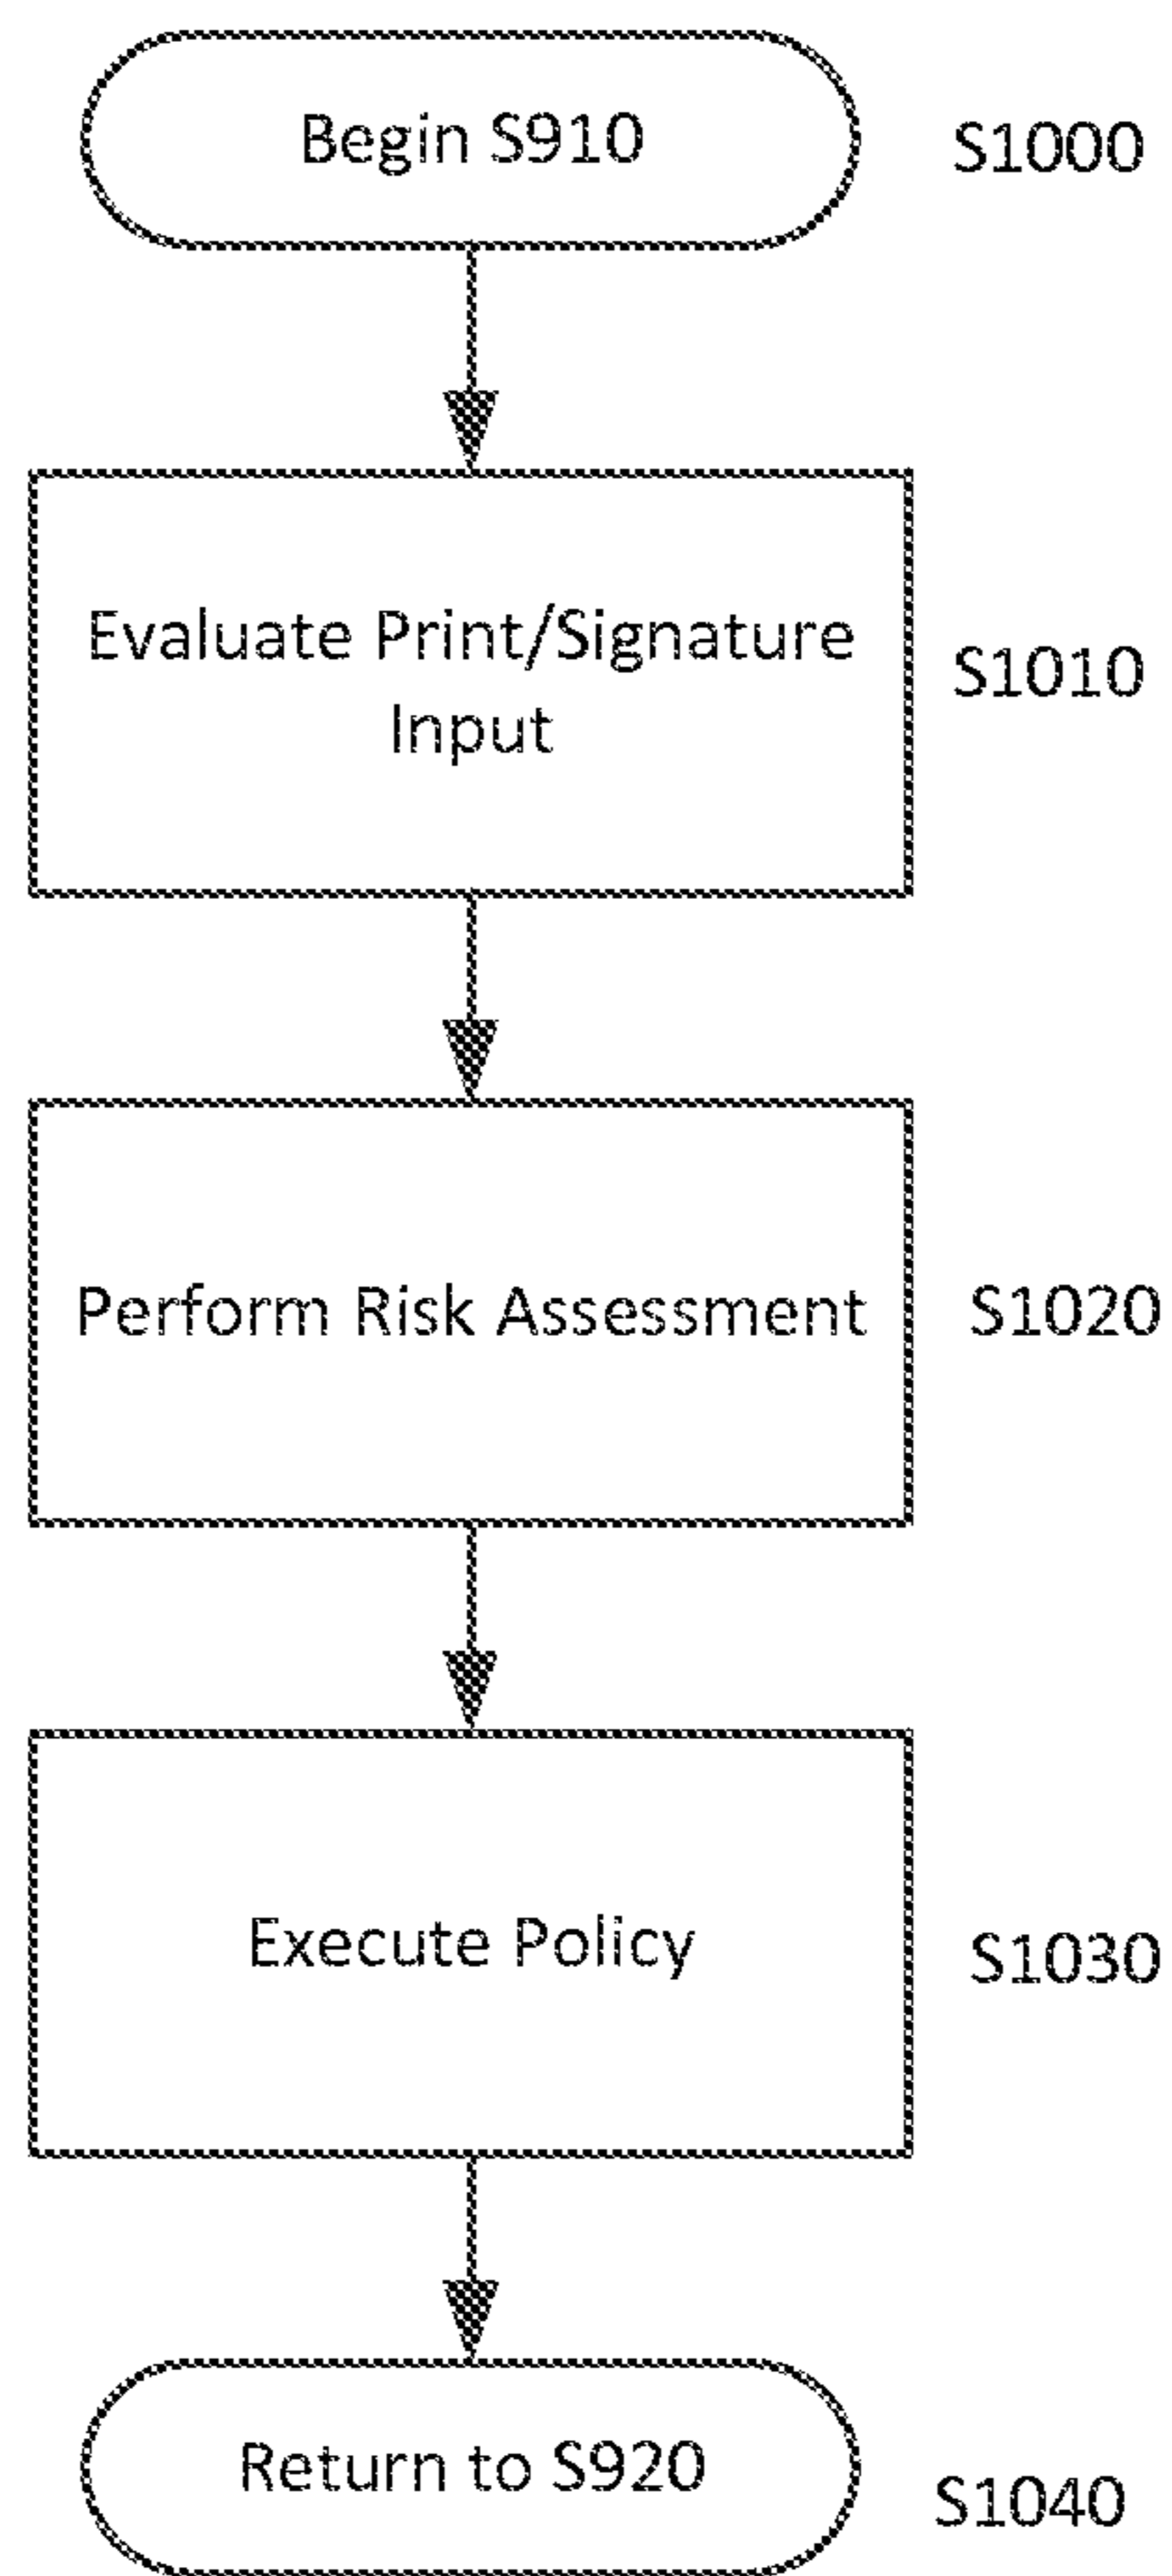 Begin S910
S1000
Evaluate Print/Signature
Input
S1010
Perform Risk Assessment
S1020
Execute Policy
S1030
Return to S920
S1040